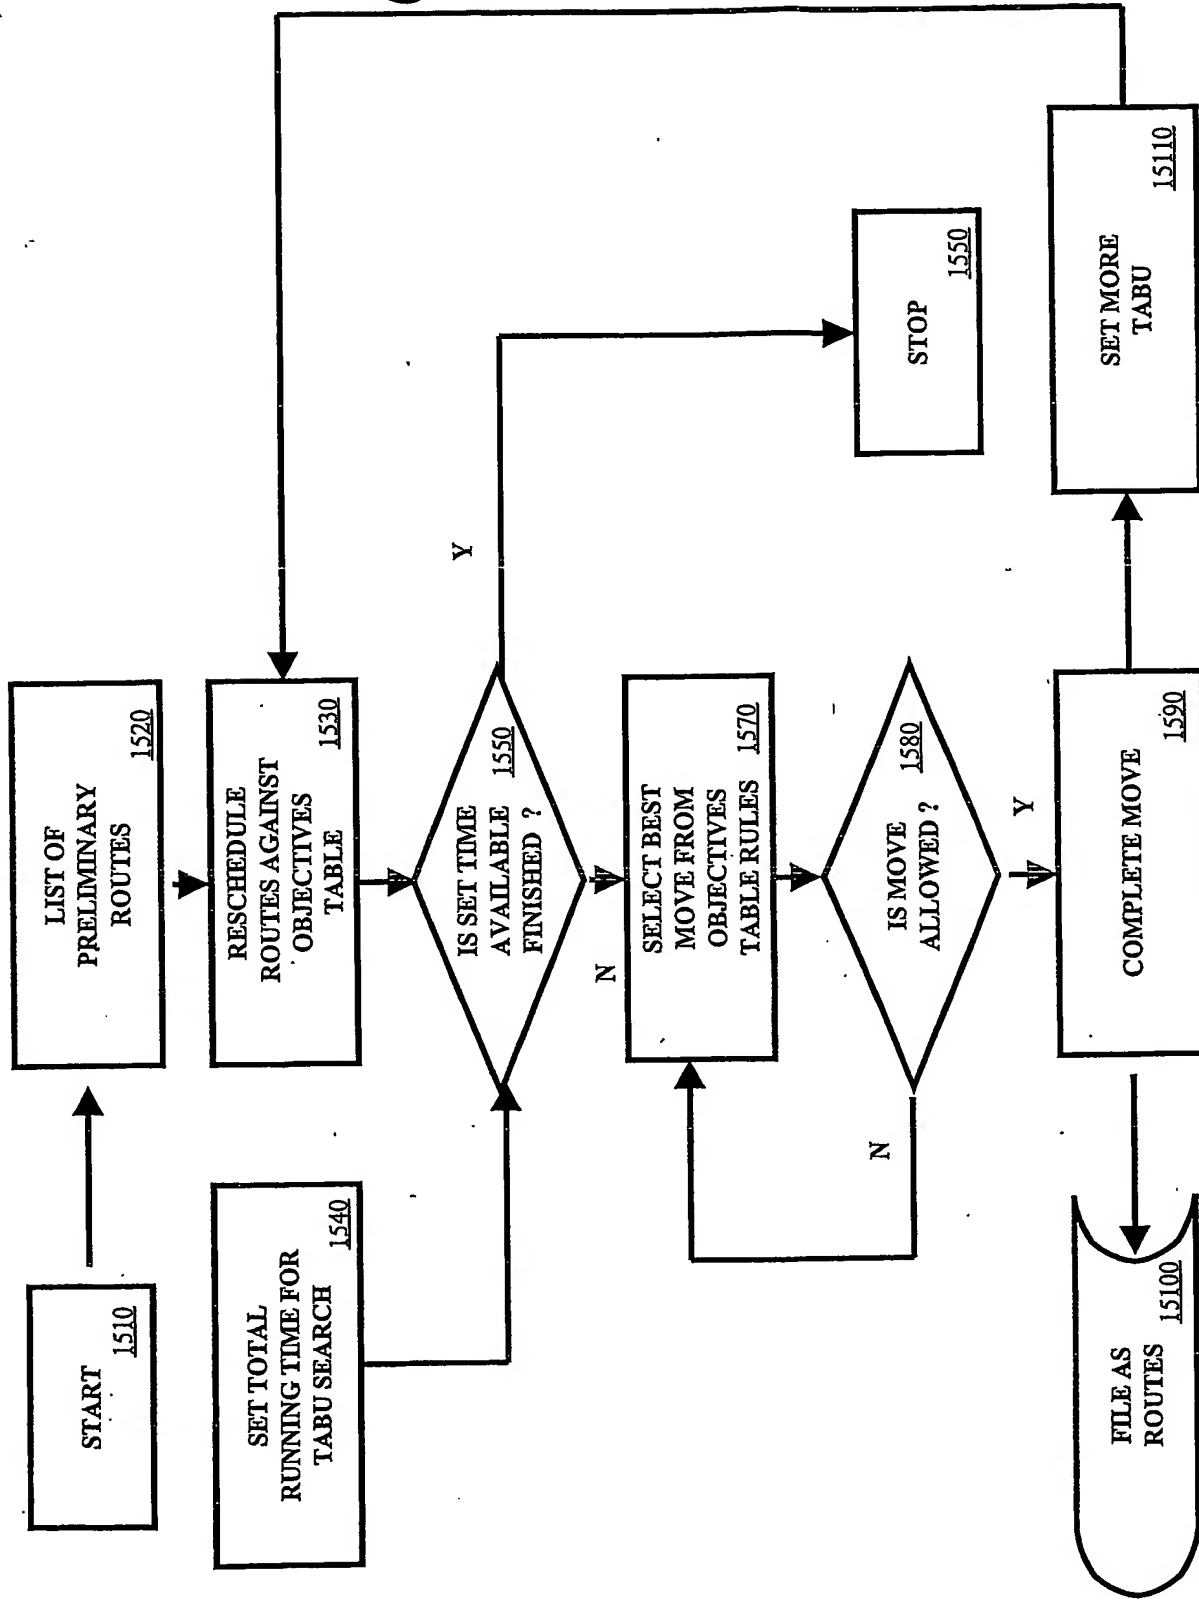 START
1510
LIST OF
PRELIMINARY
ROUTES
1520
SET TOTAL
RUNNING TIME FOR
TABU SEARCH
1540
RESCHEDULE
ROUTES AGAINST
OBJECTIVES
TABLE
1530
IS SET TIME
AVAILABLE
FINISHED ?
1550
Y
N
STOP
1550
SELECT BEST
MOVE FROM
OBJECTIVES
TABLE RULES
1570
IS MOVE
ALLOWED ?
1580
N
Y
FILE AS
ROUTES
15100
COMPLETE MOVE
1590
SET MORE
TABU
15110